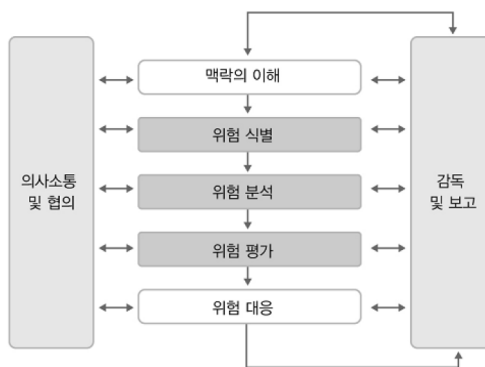 맥락의 이해
위험 식별
의사소통
및 협의
위험 분석
감독
및 보고
위험 평가
위험 대응